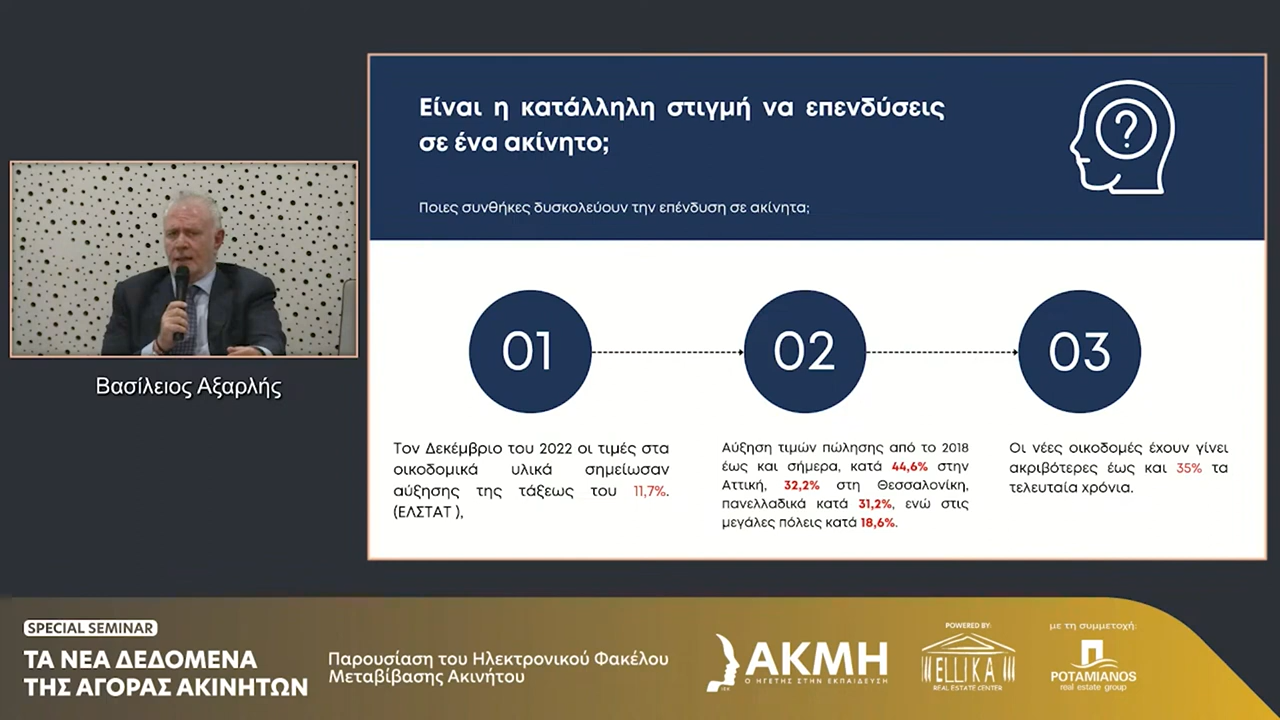 Είναι η κατάλληλη στιγμή να επενδύσεις
σε ένα ακίνητο;
Ποιες συνθήκες δυσκολεύουν την επένδυση σε ακίνητα;
01
02
03
Τον Δεκέμβριο του 2022 οι τιμές στα
οικοδομικά υλικά σημείωσαν
αύξησης της τάξεως του 11,7%.
(ΕΛΣΤΑΤ ),
Αύξηση τιμών πώλησης από το 2018
έως και σήμερα, κατά 44,6% στην
Αττική, 32,2% στη Θεσσαλονίκη,
πανελλαδικά κατά 31,2%, ενώ στις
μεγάλες πόλεις κατά 18,6%.
Οι νέες οικοδομές έχουν γίνει
ακριβότερες έως και 35% τα
τελευταία χρόνια.
Βασίλειος Αξαρλής
SPECIAL SEMINAR
ΤΑ ΝΕΑ ΔΕΔΟΜΕΝΑ
ΤΗΣ ΑΓΟΡΑΣ ΑΚΙΝΗΤΩΝ
Παρουσίαση του Ηλεκτρονικού Φακέλου
Μεταβίβασης Ακινήτου
ΙΕΚ
ΑΚΜΗ
Ο ΗΓΕΤΗΣ ΣΤΗΝ ΕΚΠΑΙΔΕΥΣΗ
POWERED BY:
ELLIKA
REAL ESTATE CENTER
με τη συμμετοχή:
POTAMIANOS
real estate group